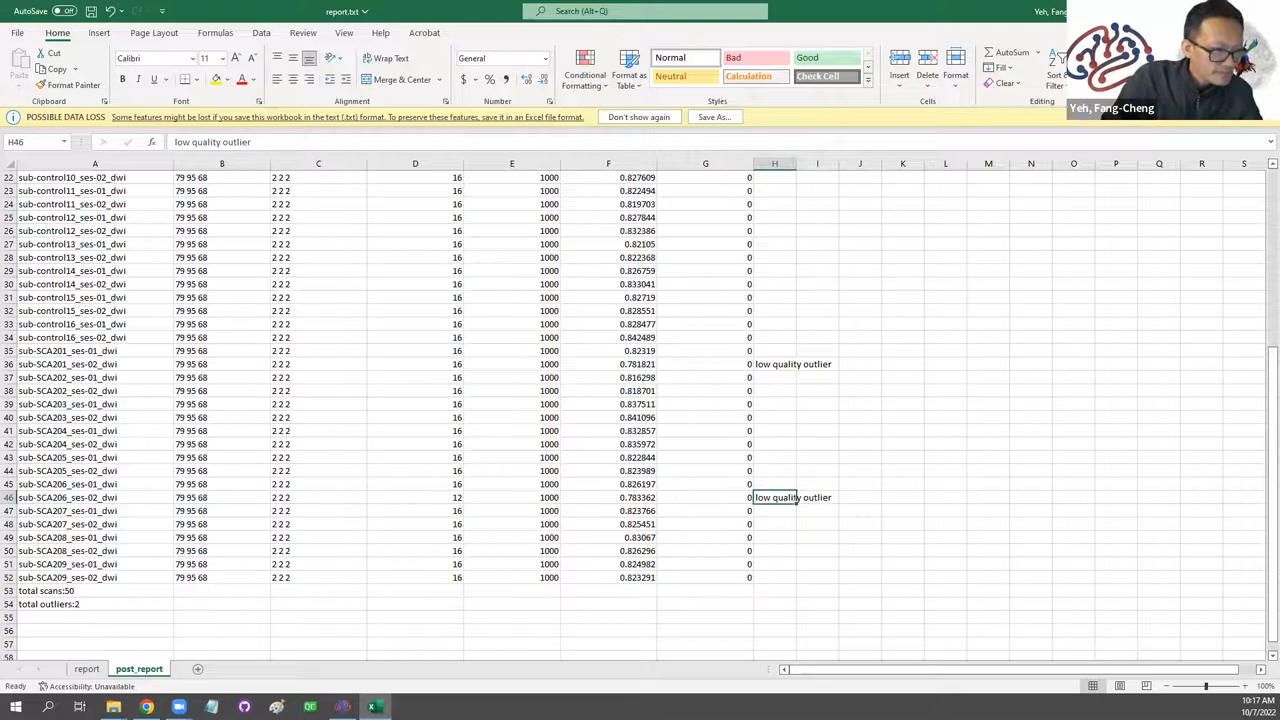 AutoSave Off
report.txt
Search (Alt+Q)
Yeh, Fang
File Home Insert Page Layout Formulas Data Review View Help Acrobat
Paste
Cut
Copy
Format Painter
Clipboard
Calibri 11
B I U
Font
Wrap Text
Merge & Center
Alignment
General
$ % ,
Number
Conditional Formatting
Format as Table
Normal Bad Good
Neutral Calculation Check Cell
Styles
Insert Delete Format
Cells
AutoSum
Fill
Clear
Editing
Yeh, Fang-Cheng
POSSIBLE DATA LOSS Some features might be lost if you save this workbook in the text (.txt) format. To preserve these features, save it in an Excel file format. Don't show again Save As...
H46 fx low quality outlier
A B C D E F G H I J K L M N O P Q R S
22 sub-control10_ses-02_dwi 79 95 68 2 2 2 16 1000 0.827609 0
23 sub-control11_ses-01_dwi 79 95 68 2 2 2 16 1000 0.822494 0
24 sub-control11_ses-02_dwi 79 95 68 2 2 2 16 1000 0.819703 0
25 sub-control12_ses-01_dwi 79 95 68 2 2 2 16 1000 0.827844 0
26 sub-control12_ses-02_dwi 79 95 68 2 2 2 16 1000 0.832386 0
27 sub-control13_ses-01_dwi 79 95 68 2 2 2 16 1000 0.82105 0
28 sub-control13_ses-02_dwi 79 95 68 2 2 2 16 1000 0.822368 0
29 sub-control14_ses-01_dwi 79 95 68 2 2 2 16 1000 0.826759 0
30 sub-control14_ses-02_dwi 79 95 68 2 2 2 16 1000 0.833041 0
31 sub-control15_ses-01_dwi 79 95 68 2 2 2 16 1000 0.82719 0
32 sub-control15_ses-02_dwi 79 95 68 2 2 2 16 1000 0.828551 0
33 sub-control16_ses-01_dwi 79 95 68 2 2 2 16 1000 0.828477 0
34 sub-control16_ses-02_dwi 79 95 68 2 2 2 16 1000 0.842489 0
35 sub-SCA201_ses-01_dwi 79 95 68 2 2 2 16 1000 0.82319 0
36 sub-SCA201_ses-02_dwi 79 95 68 2 2 2 16 1000 0.781821 0 low quality outlier
37 sub-SCA202_ses-01_dwi 79 95 68 2 2 2 16 1000 0.816298 0
38 sub-SCA202_ses-02_dwi 79 95 68 2 2 2 16 1000 0.818701 0
39 sub-SCA203_ses-01_dwi 79 95 68 2 2 2 16 1000 0.837511 0
40 sub-SCA203_ses-02_dwi 79 95 68 2 2 2 16 1000 0.841096 0
41 sub-SCA204_ses-01_dwi 79 95 68 2 2 2 16 1000 0.832857 0
42 sub-SCA204_ses-02_dwi 79 95 68 2 2 2 16 1000 0.835972 0
43 sub-SCA205_ses-01_dwi 79 95 68 2 2 2 16 1000 0.822844 0
44 sub-SCA205_ses-02_dwi 79 95 68 2 2 2 16 1000 0.823989 0
45 sub-SCA206_ses-01_dwi 79 95 68 2 2 2 16 1000 0.826197 0
46 sub-SCA206_ses-02_dwi 79 95 68 2 2 2 12 1000 0.783362 0 low quality outlier
47 sub-SCA207_ses-01_dwi 79 95 68 2 2 2 16 1000 0.823766 0
48 sub-SCA207_ses-02_dwi 79 95 68 2 2 2 16 1000 0.825451 0
49 sub-SCA208_ses-01_dwi 79 95 68 2 2 2 16 1000 0.83067 0
50 sub-SCA208_ses-02_dwi 79 95 68 2 2 2 16 1000 0.826296 0
51 sub-SCA209_ses-01_dwi 79 95 68 2 2 2 16 1000 0.824982 0
52 sub-SCA209_ses-02_dwi 79 95 68 2 2 2 16 1000 0.823291 0
53 total scans:50
54 total outliers:2
55
56
57
58
report post_report
Ready Accessibility: Unavailable 100%
QC
10:17 AM
10/7/2022